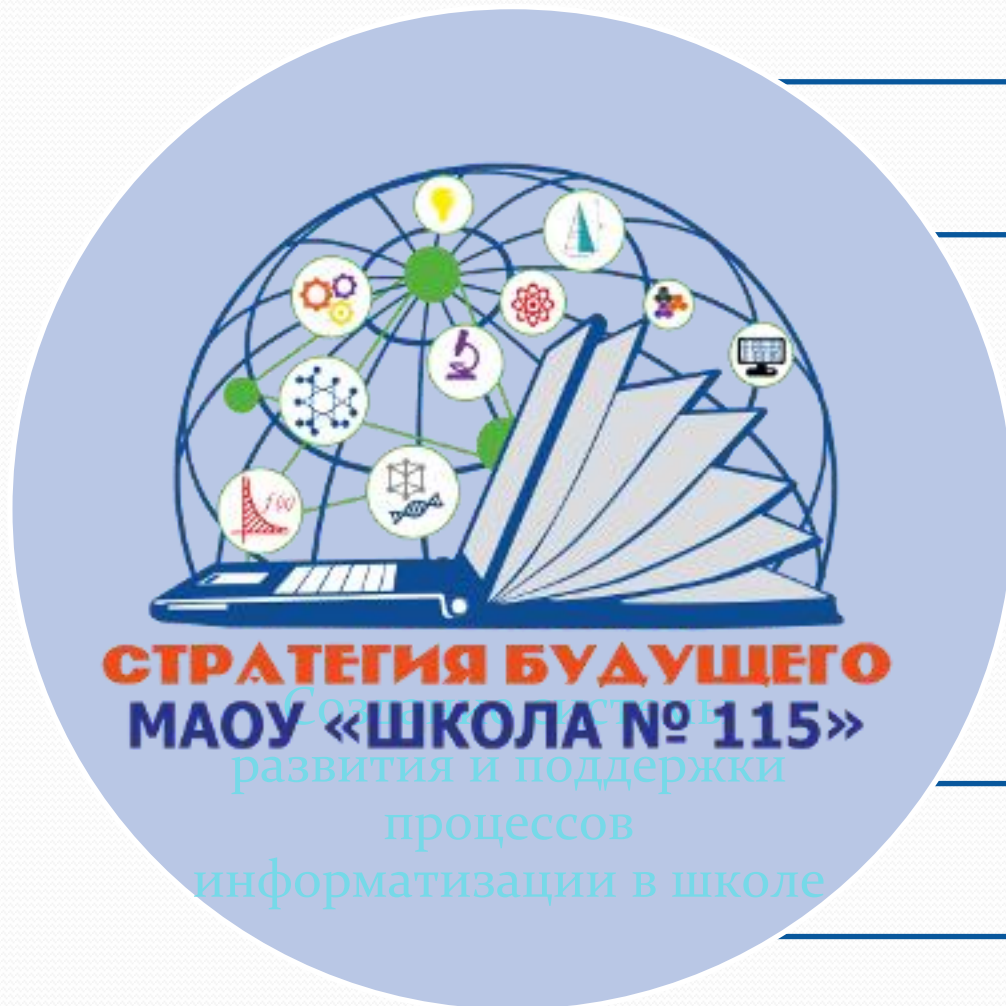 f(x)
СТРАТЕГИЯ БУДУЩЕГО
МАОУ «ШКОЛА № 115»
развития и поддержки
процессов
информатизации в школе